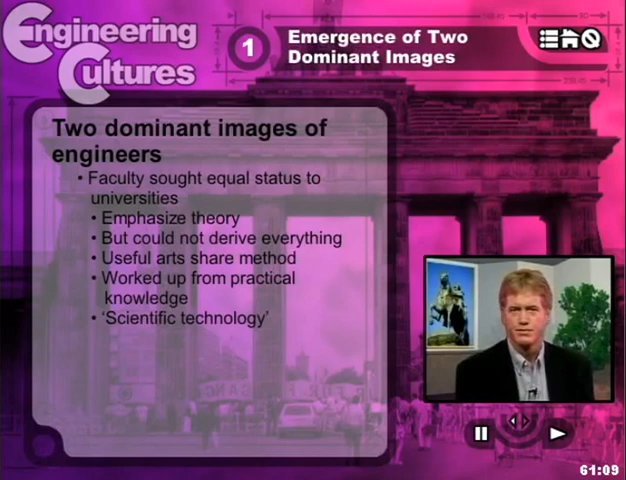 Engineering
Cultures
1
Emergence of Two
Dominant Images
Two dominant images of
engineers
• Faculty sought equal status to
universities
• Emphasize theory
• But could not derive everything
• Useful arts share method
• Worked up from practical
knowledge
• ‘Scientific technology’
61:09